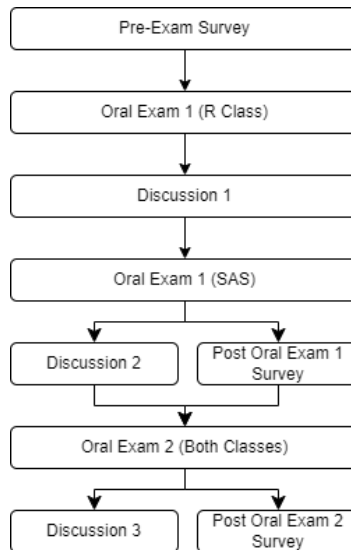 Pre-Exam Survey
Oral Exam 1 (R Class)
Discussion 1
Oral Exam 1 (SAS)
Discussion 2
Post Oral Exam 1
Survey
Oral Exam 2 (Both Classes)
Discussion 3
Post Oral Exam 2
Survey